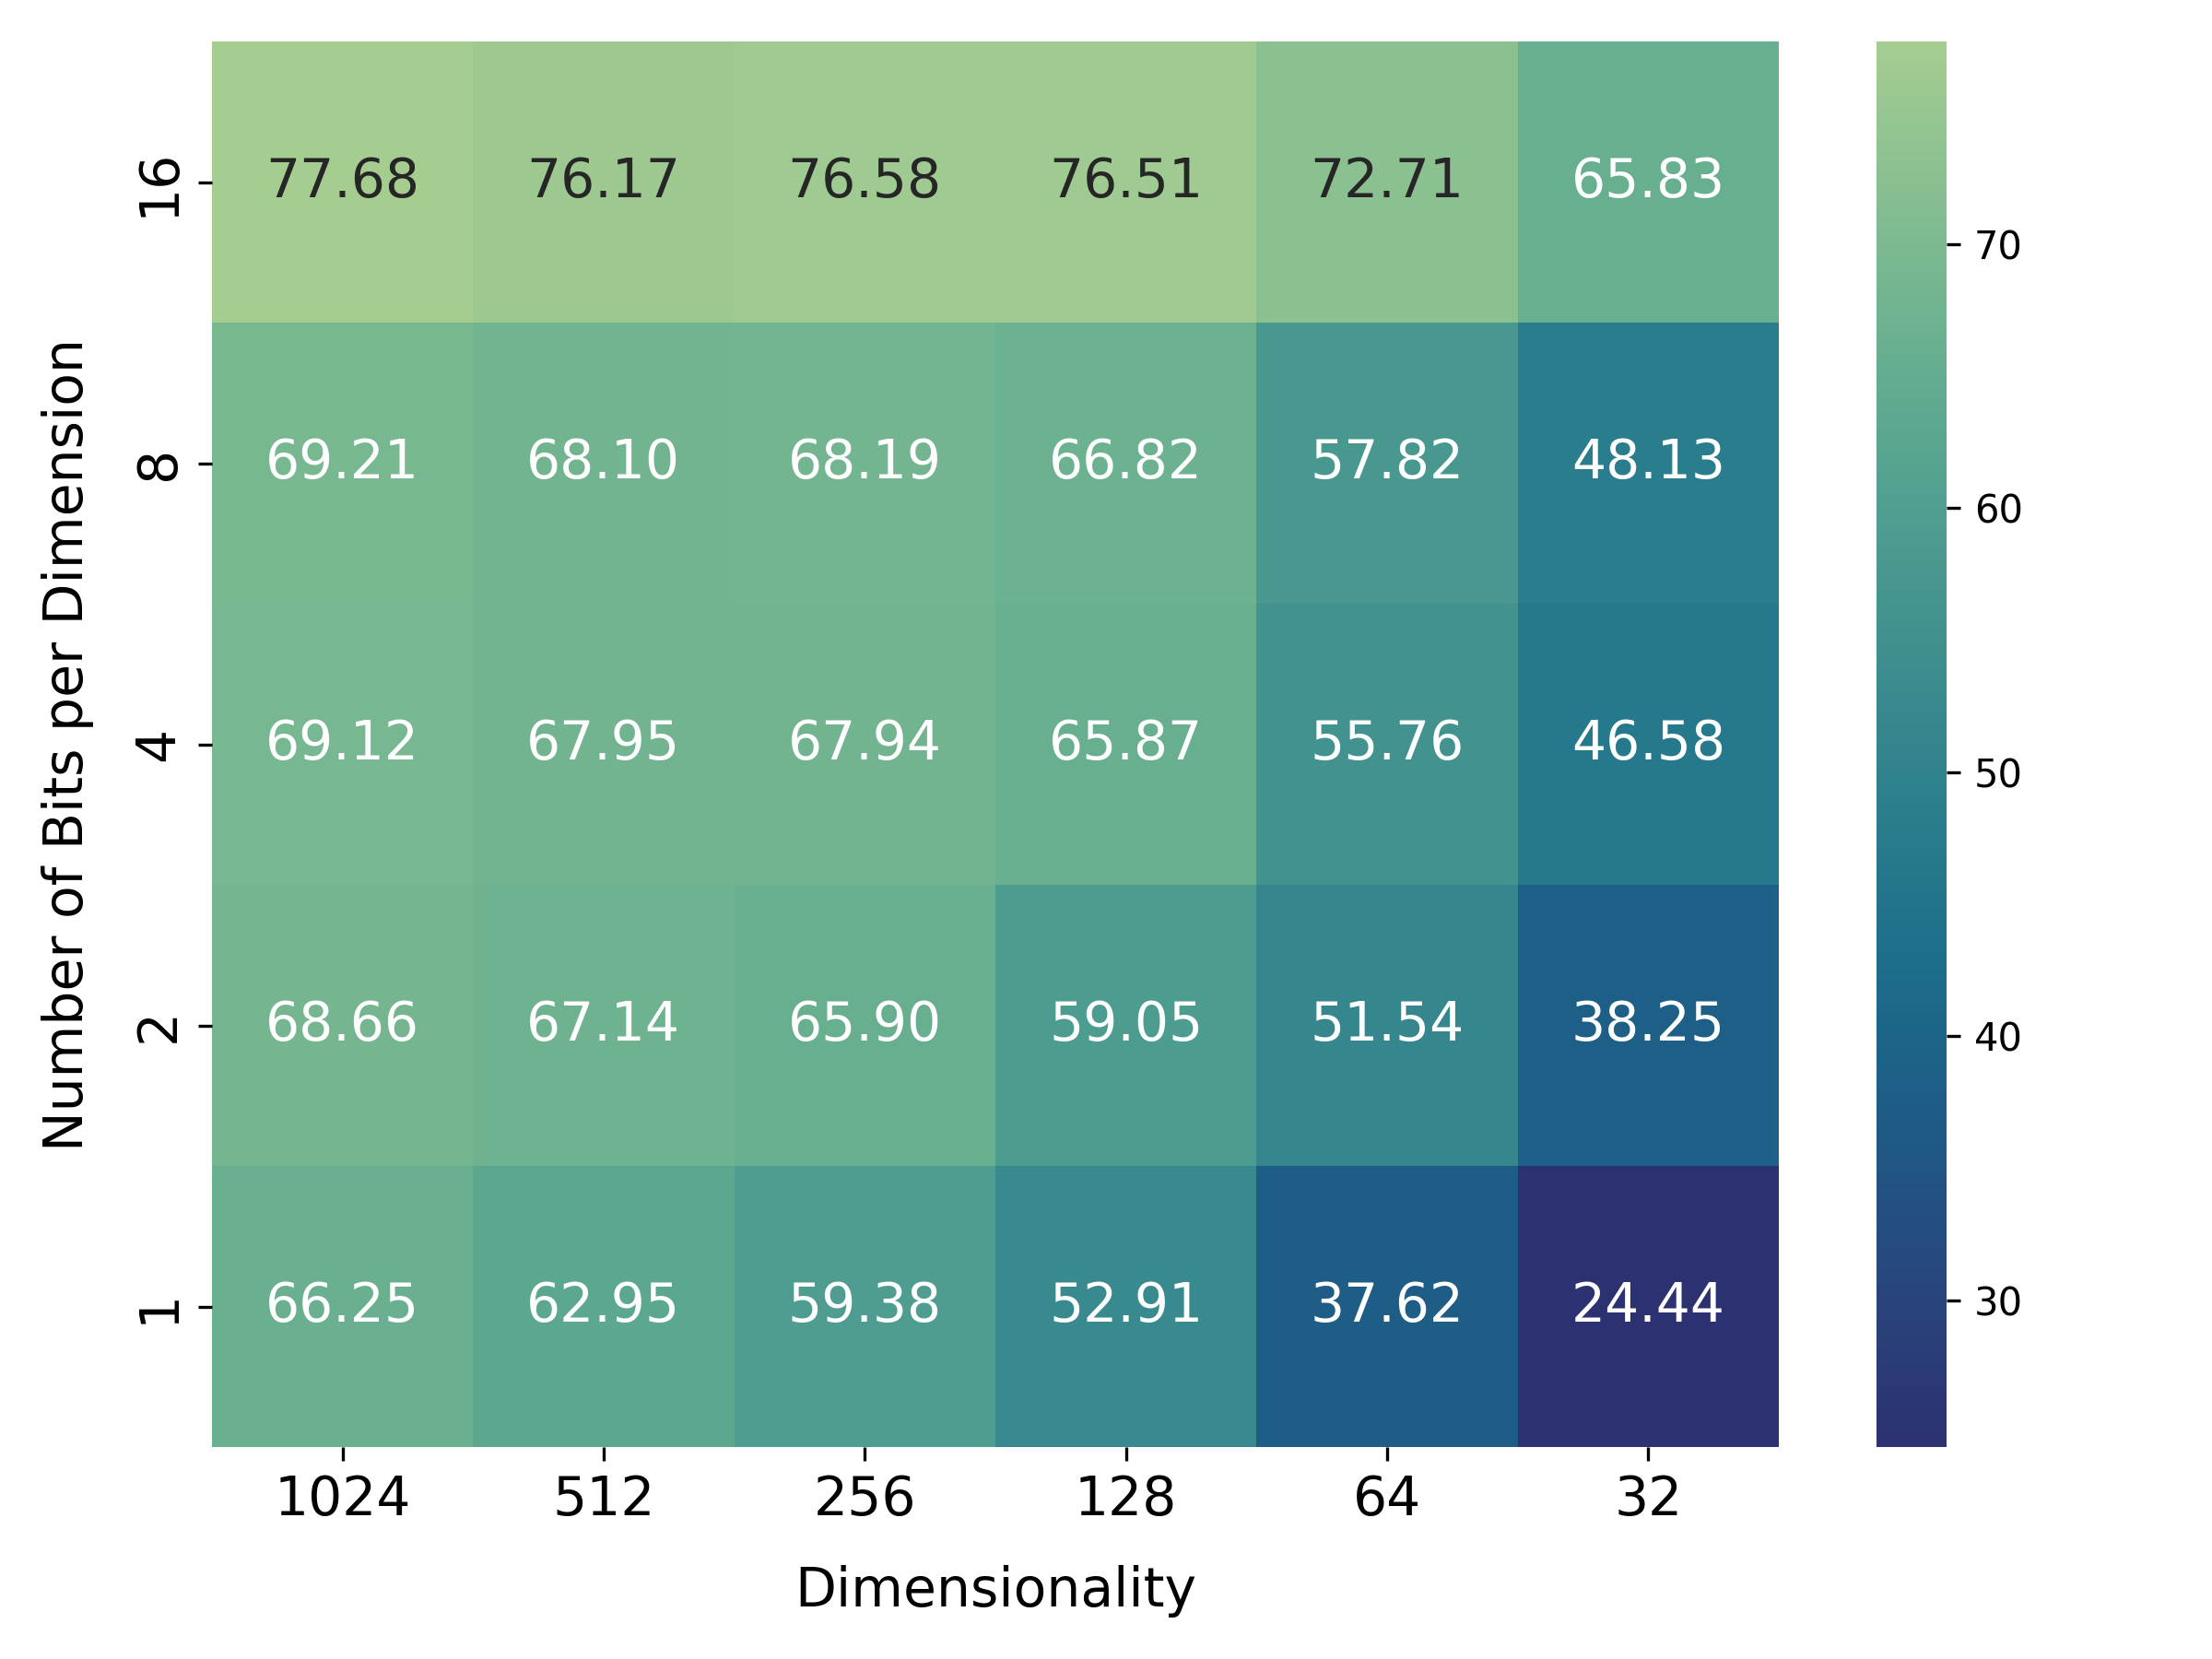 Number of Bits per Dimension
16 77.68 76.17 76.58 76.51 72.71 65.83
8 69.21 68.10 68.19 66.82 57.82 48.13
4 69.12 67.95 67.94 65.87 55.76 46.58
2 68.66 67.14 65.90 59.05 51.54 38.25
1 66.25 62.95 59.38 52.91 37.62 24.44
1024 512 256 128 64 32
Dimensionality
70
60
50
40
30